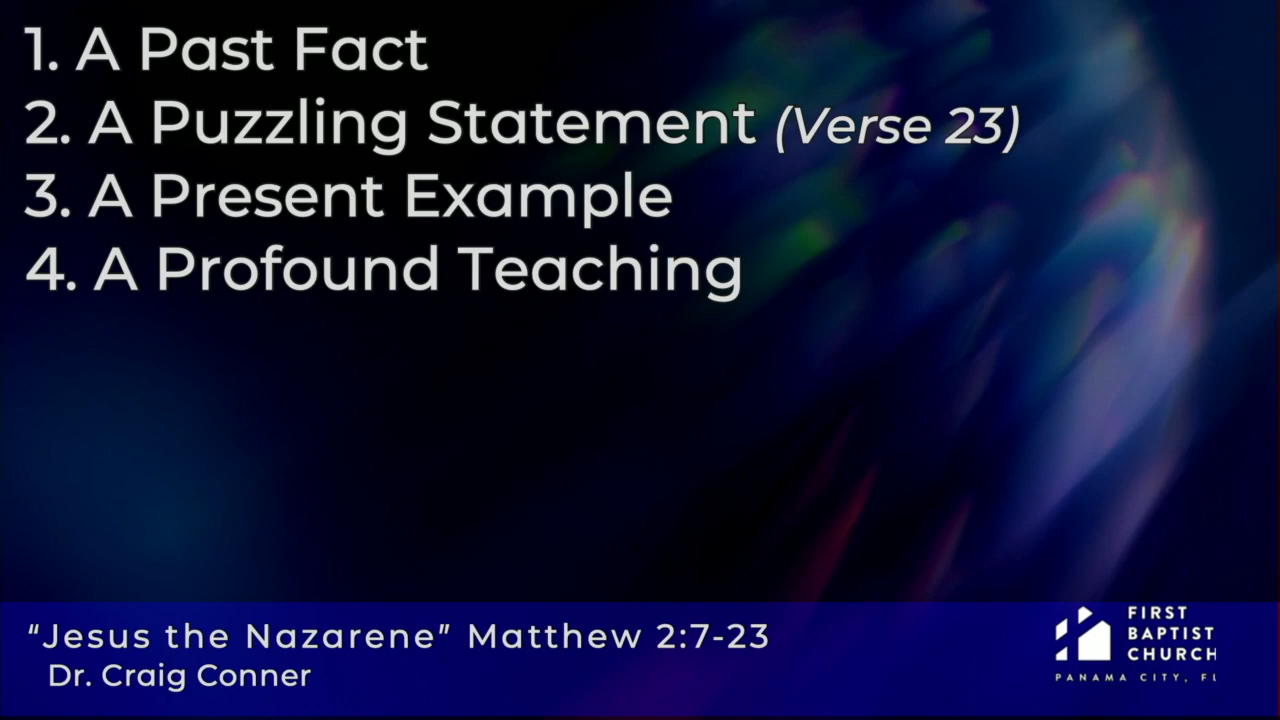 1. A Past Fact
2. A Puzzling Statement (Verse 23)
3. A Present Example
4. A Profound Teaching
“Jesus the Nazarene” Matthew 2:7-23
Dr. Craig Conner
FIRST
BAPTIST
CHURCH
PANAMA CITY, FL